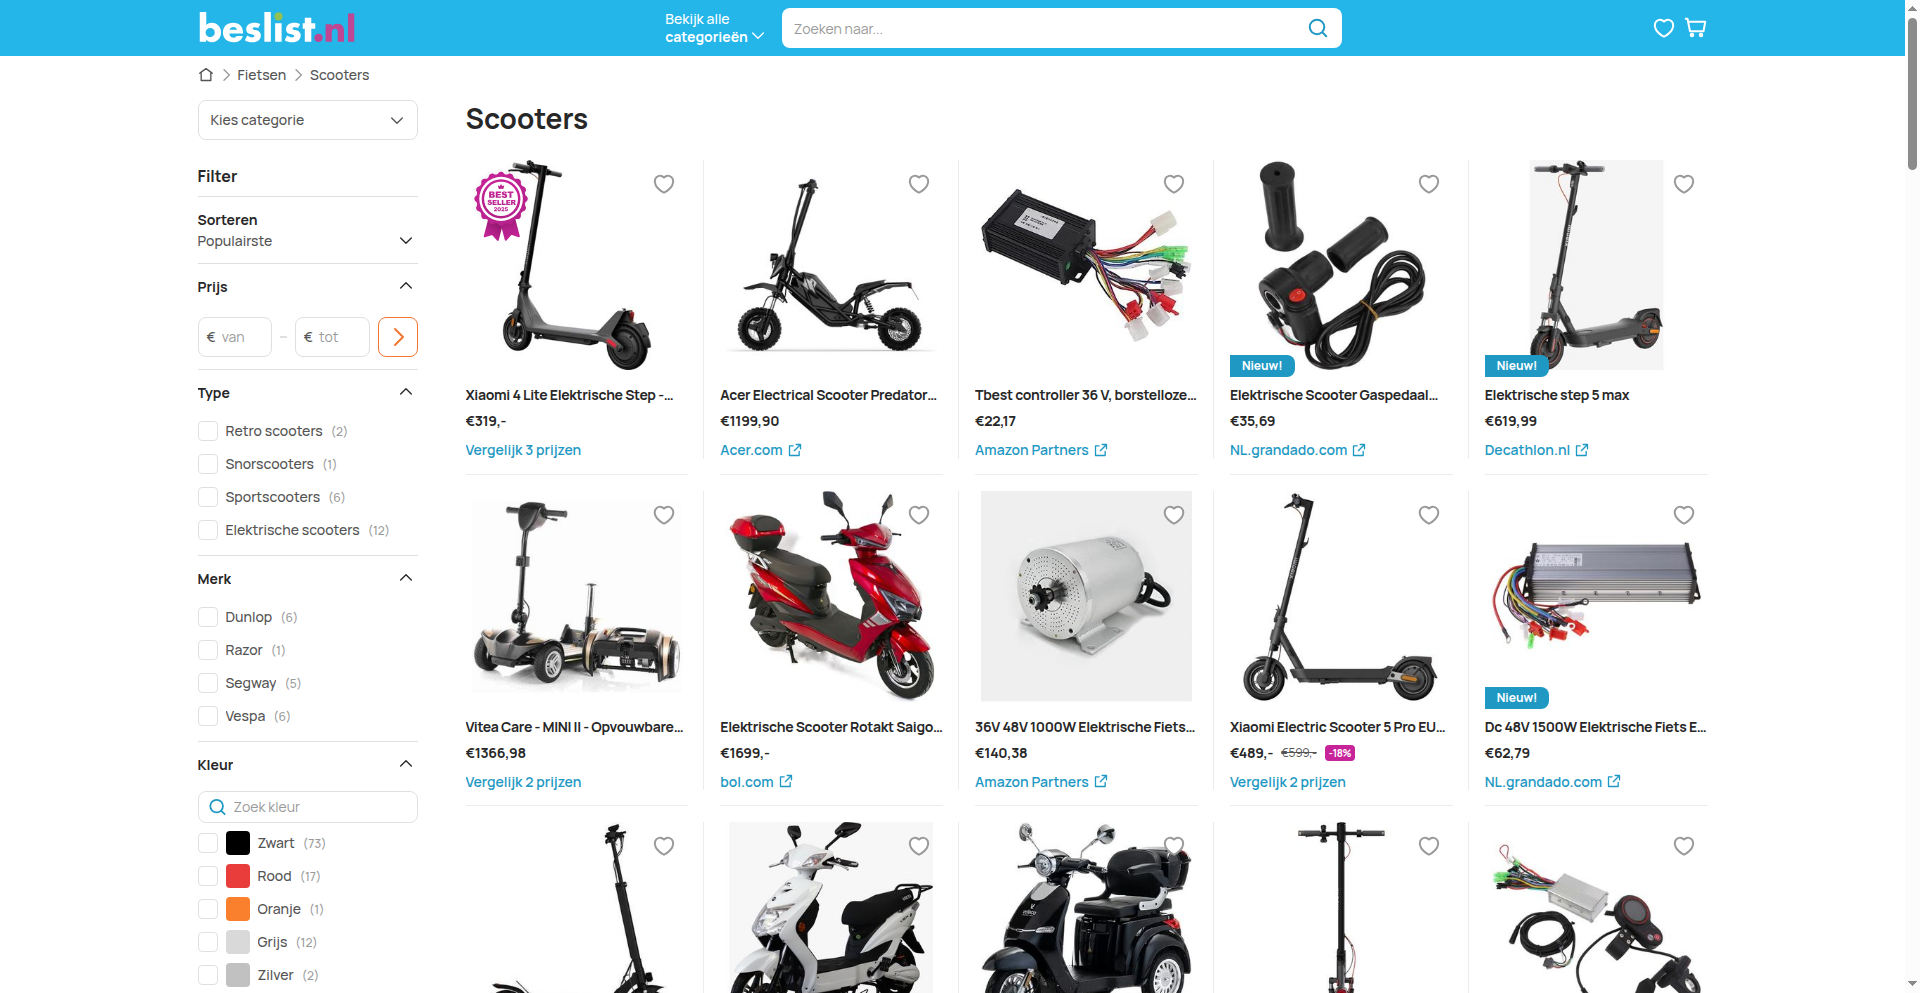 beslist.nl
Bekijk alle
categorieën
Zoeken naar...
Fietsen
Scooters
Kies categorie
Scooters
Filter
Sorteren
Populairste
Prijs
€ van
–
€ tot
Type
Retro scooters (2)
Snorscooters (1)
Sportscooters (6)
Elektrische scooters (12)
Merk
Dunlop (6)
Razor (1)
Segway (5)
Vespa (6)
Kleur
Zoek kleur
Zwart (73)
Rood (17)
Oranje (1)
Grijs (12)
Zilver (2)
BEST
SELLER
2025
Xiaomi 4 Lite Elektrische Step -...
€319,-
Vergelijk 3 prijzen
Acer Electrical Scooter Predator...
€1199,90
Acer.com
Tbest controller 36 V, borstelloze...
€22,17
Amazon Partners
Nieuw!
Elektrische Scooter Gaspedaal...
€35,69
NL.grandado.com
Nieuw!
Elektrische step 5 max
€619,99
Decathlon.nl
Vitea Care - MINI II - Opvouwbare...
€1366,98
Vergelijk 2 prijzen
Elektrische Scooter Rotakt Saigo...
€1699,-
bol.com
36V 48V 1000W Elektrische Fiets...
€140,38
Amazon Partners
Xiaomi Electric Scooter 5 Pro EU...
€489,- €599,- -18%
Vergelijk 2 prijzen
Nieuw!
Dc 48V 1500W Elektrische Fiets E...
€62,79
NL.grandado.com